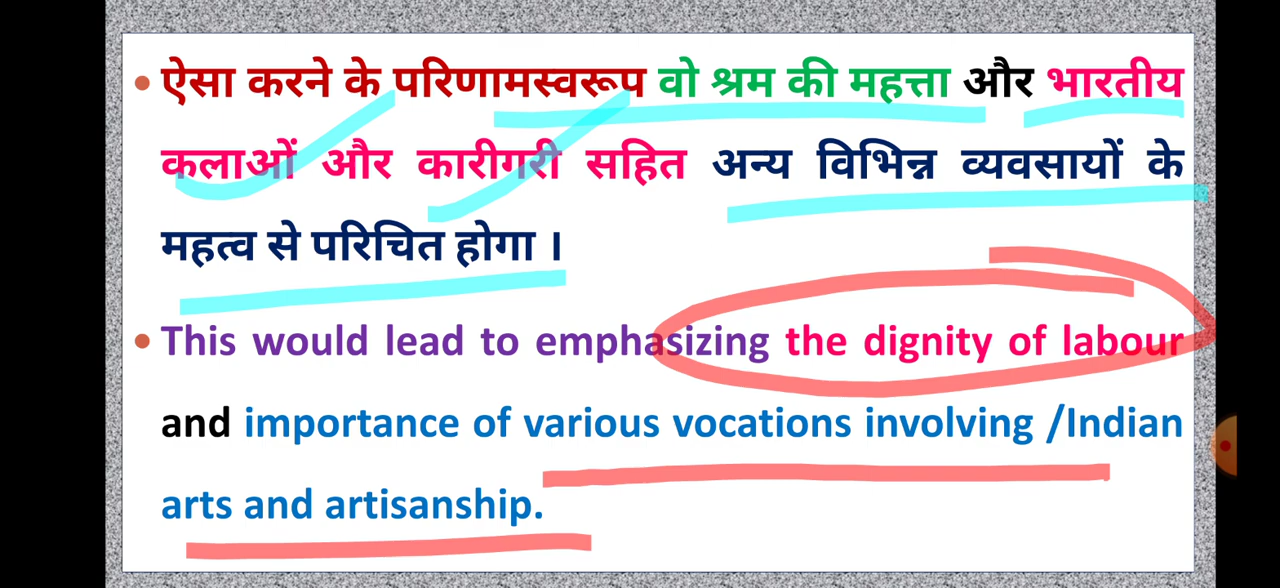 • ऐसा करने के परिणामस्वरूप वो श्रम की महत्ता और भारतीय
कलाओं और कारीगरी सहित अन्य विभिन्न व्यवसायों के
महत्व से परिचित होगा ।
• This would lead to emphasizing the dignity of labour
and importance of various vocations involving /Indian
arts and artisanship.